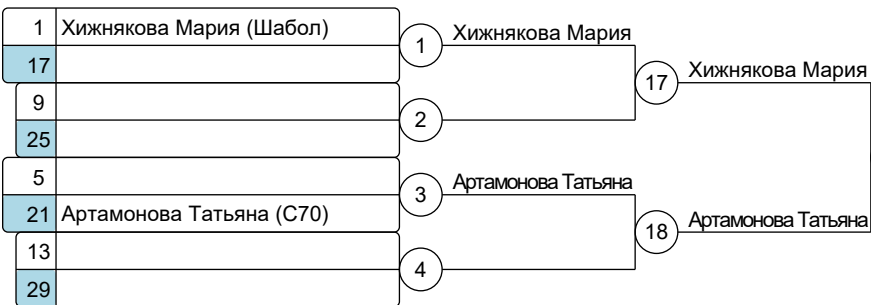 1 Хижнякова Мария (Шабол)
17
1 Хижнякова Мария
9
25
2
17 Хижнякова Мария
5
21 Артамонова Татьяна (С70)
3 Артамонова Татьяна
13
29
4
18 Артамонова Татьяна